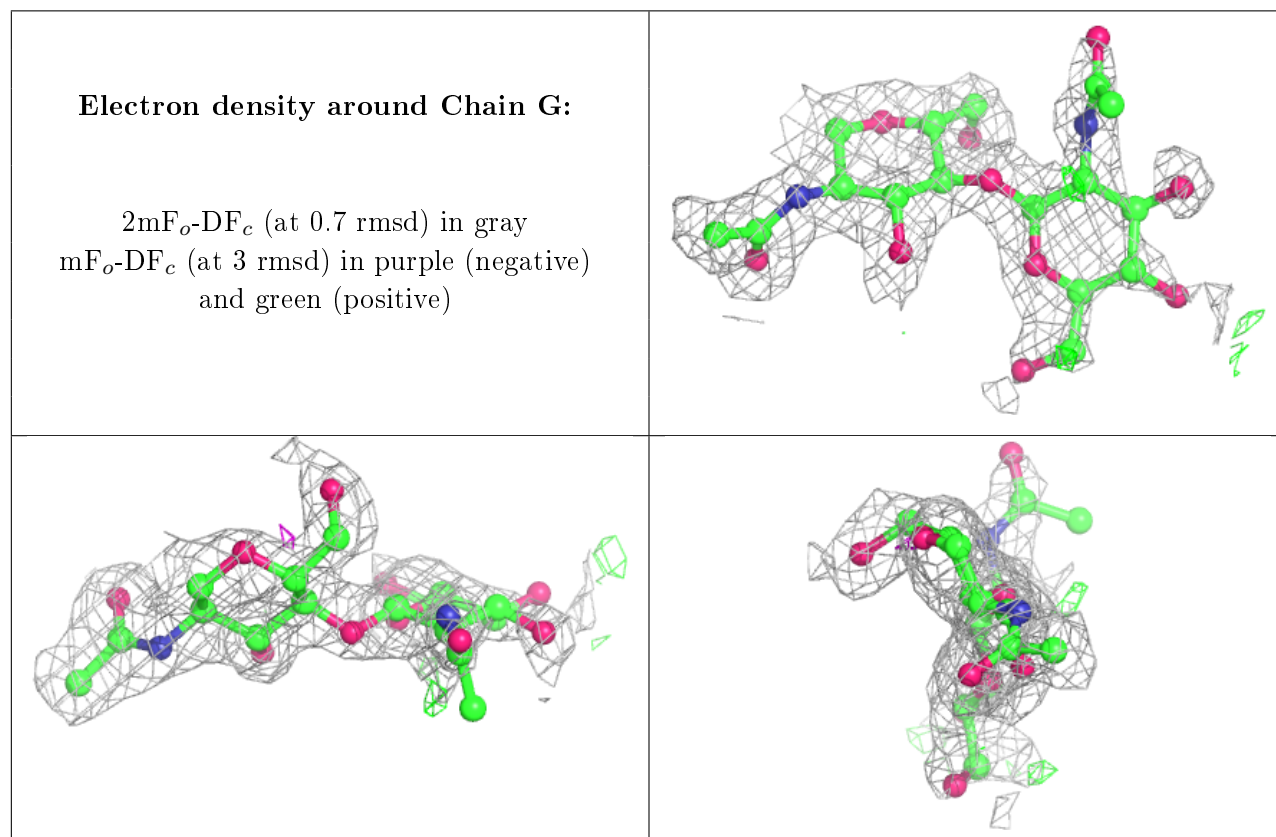 Electron density around Chain G:
2mFₒ-DF𝒸 (at 0.7 rmsd) in gray
mFₒ-DF𝒸 (at 3 rmsd) in purple (negative)
and green (positive)